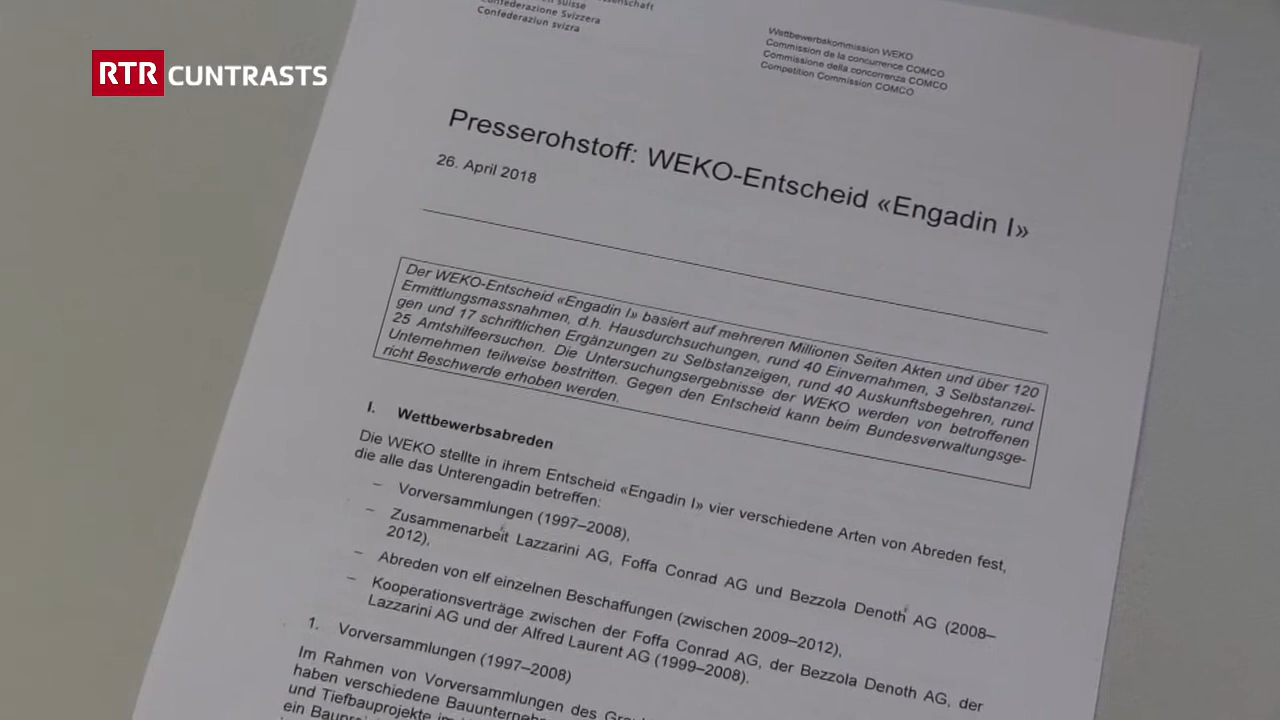 RTR CUNTRASTS
Confederazione Svizzera
Confederaziun svizra
Wettbewerbskommission WEKO
Commission de la concurrence COMCO
Commissione della concorrenza COMCO
Competition Commission COMCO
Presserohstoff: WEKO-Entscheid «Engadin I»
26. April 2018
Der WEKO-Entscheid «Engadin I» basiert auf mehreren Millionen Seiten Akten und über 120
Ermittlungsmassnahmen, d.h. Hausdurchsuchungen, rund 40 Einvernahmen, 3 Selbstanzei-
gen und 17 schriftlichen Ergänzungen zu Selbstanzeigen, rund 40 Auskunftsbegehren, rund
25 Amtshilfeersuchen. Die Untersuchungsergebnisse der WEKO werden von betroffenen
Unternehmen teilweise bestritten. Gegen den Entscheid kann beim Bundesverwaltungsge-
richt Beschwerde erhoben werden.
I. Wettbewerbsabreden
Die WEKO stellte in ihrem Entscheid «Engadin I» vier verschiedene Arten von Abreden fest,
die alle das Unterengadin betreffen:
– Vorversammlungen (1997–2008),
– Zusammenarbeit Lazzarini AG, Foffa Conrad AG und Bezzola Denoth AG (2008–
2012),
– Abreden von elf einzelnen Beschaffungen (zwischen 2009–2012),
– Kooperationsverträge zwischen der Foffa Conrad AG, der Bezzola Denoth AG, der
Lazzarini AG und der Alfred Laurent AG (1999–2008).
1. Vorversammlungen (1997–2008)
Im Rahmen von Vorversammlungen des
haben verschiedene
und Tiefbauprojekte